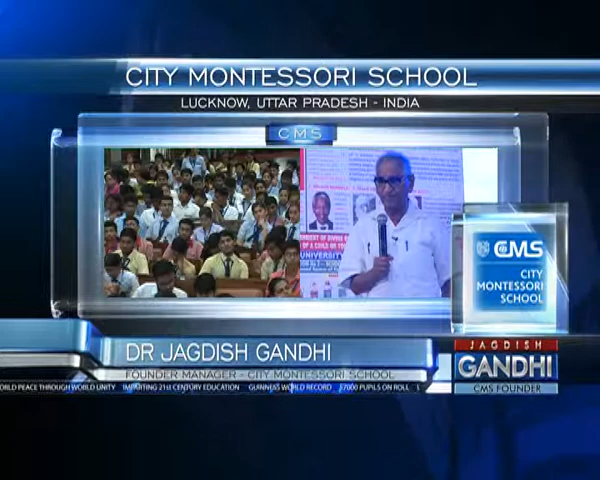 CITY MONTESSORI SCHOOL
LUCKNOW, UTTAR PRADESH - INDIA
CMS
CMS
CITY
MONTESSORI
SCHOOL
UNIVERSITY
DR JAGDISH GANDHI
FOUNDER MANAGER - CITY MONTESSORI SCHOOL
JAGDISH
GANDHI
CMS FOUNDER
WORLD PEACE THROUGH WORLD UNITY IMPARTING 21ST CENTURY EDUCATION GUINNESS WORLD RECORD 37000 PUPILS ON ROLL